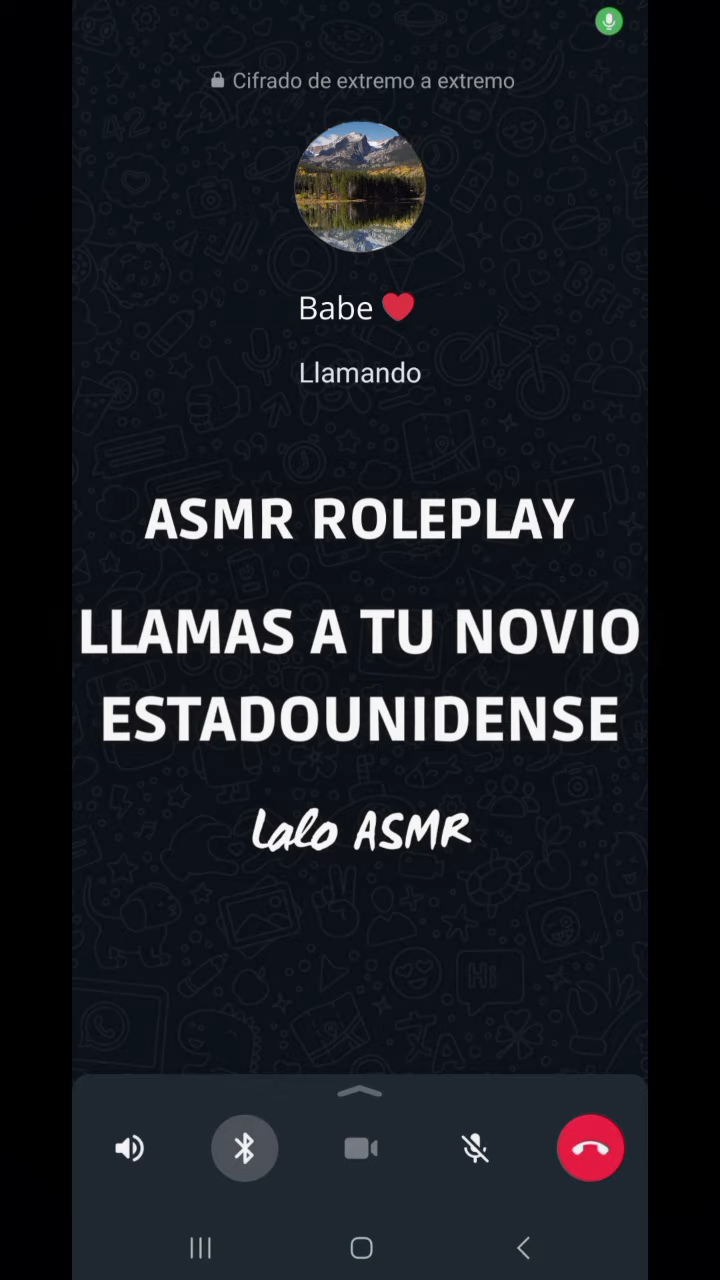 Cifrado de extremo a extremo
Babe ❤
Llamando
ASMR ROLEPLAY
LLAMAS A TU NOVIO
ESTADOUNIDENSE
Lalo ASMR